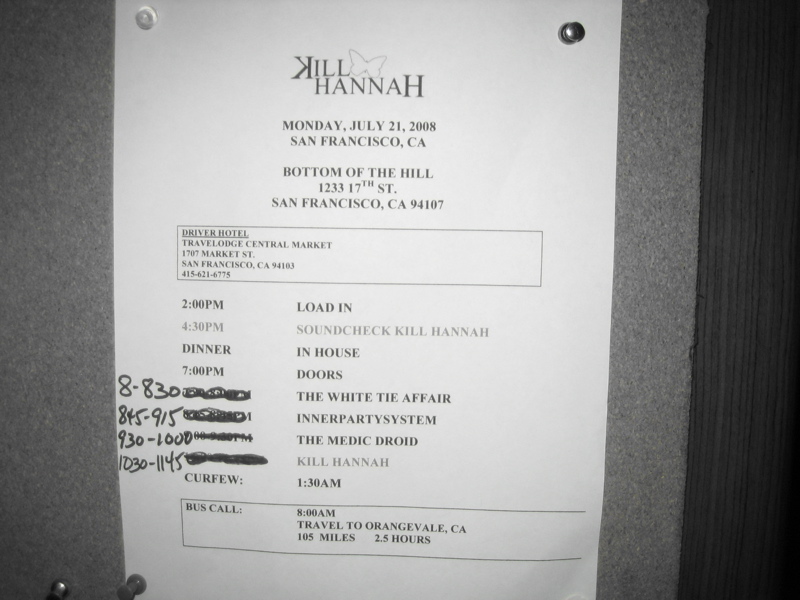 KILL
HANNAH
MONDAY, JULY 21, 2008
SAN FRANCISCO, CA
BOTTOM OF THE HILL
1233 17TH ST.
SAN FRANCISCO, CA 94107
DRIVER HOTEL
TRAVELODGE CENTRAL MARKET
1707 MARKET ST.
SAN FRANCISCO, CA 94103
415-621-6775
2:00PM LOAD IN
4:30PM SOUNDCHECK KILL HANNAH
DINNER IN HOUSE
7:00PM DOORS
8-830 THE WHITE TIE AFFAIR
845-915 INNERPARTYSYSTEM
930-1000 THE MEDIC DROID
1030-1145 KILL HANNAH
CURFEW: 1:30AM
BUS CALL: 8:00AM
TRAVEL TO ORANGEVALE, CA
105 MILES 2.5 HOURS